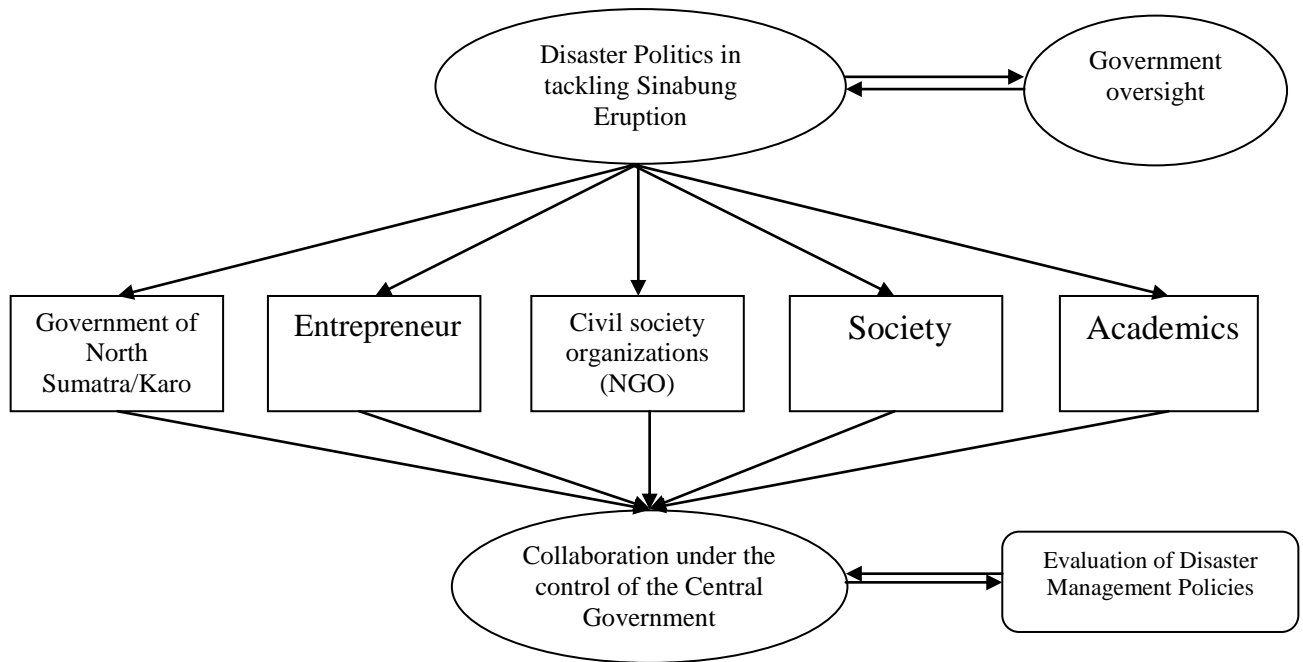 Disaster Politics in
tackling Sinabung
Eruption
Government
oversight
Government of
North
Sumatra/Karo
Entrepreneur
Civil society
organizations
(NGO)
Society
Academics
Collaboration under the
control of the Central
Government
Evaluation of Disaster
Management Policies